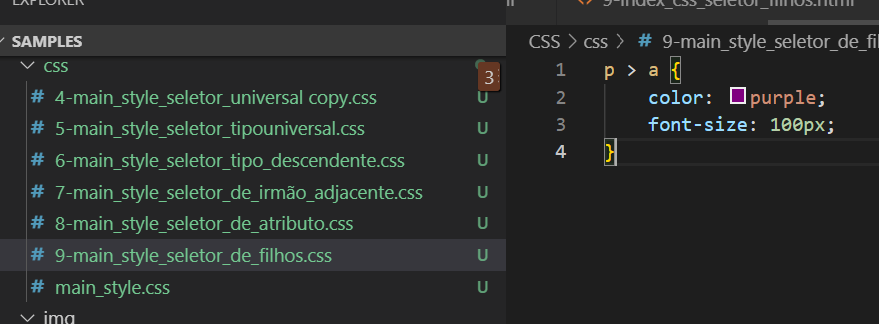 EXPLORER
SAMPLES
css
3
# 4-main_style_seletor_universal copy.css U
# 5-main_style_seletor_tipouniversal.css U
# 6-main_style_seletor_tipo_descendente.css U
# 7-main_style_seletor_de_irmão_adjacente.css U
# 8-main_style_seletor_de_atributo.css U
# 9-main_style_seletor_de_filhos.css U
# main_style.css U
img
9-index_css_seletor_filhos.html
CSS > css > # 9-main_style_seletor_de_fil
1 p > a {
2 color: purple;
3 font-size: 100px;
4 }